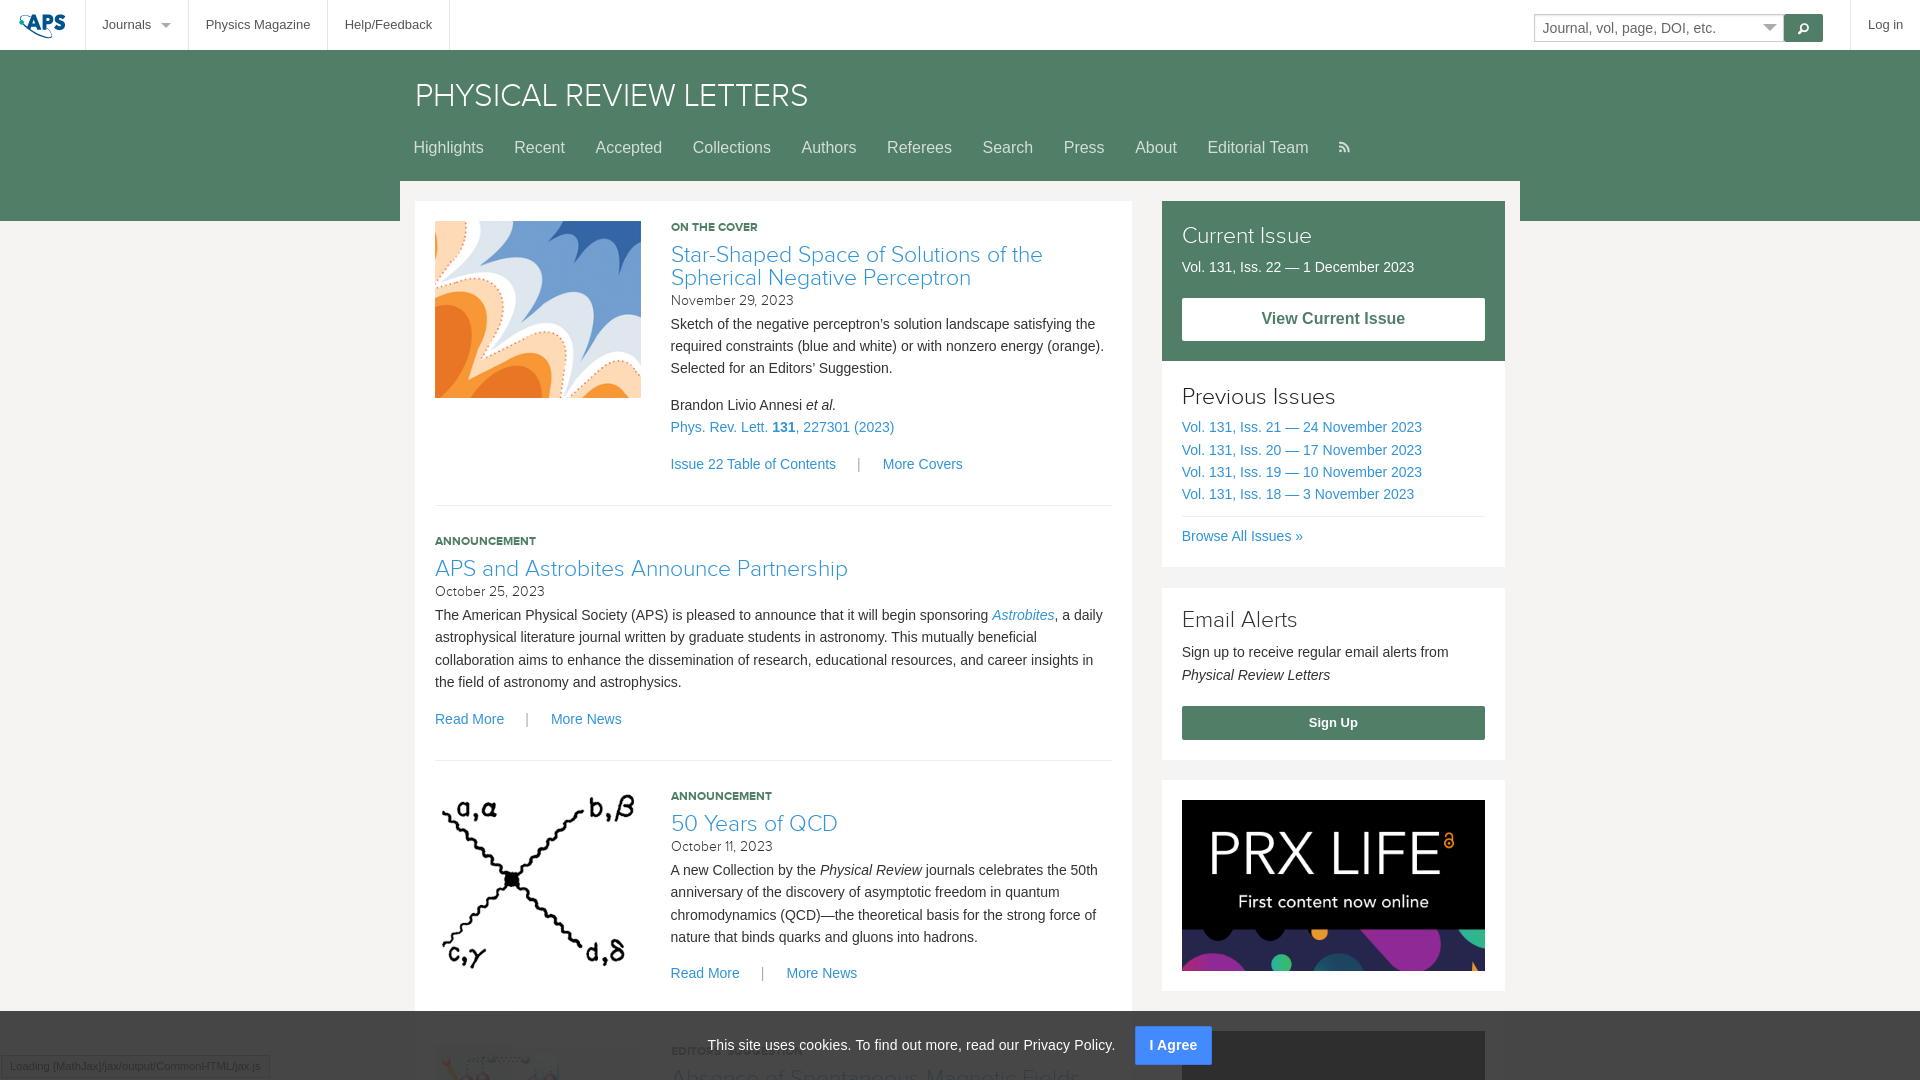 APS
Journals
Physics Magazine
Help/Feedback
Journal, vol, page, DOI, etc.
Log in
PHYSICAL REVIEW LETTERS
Highlights
Recent
Accepted
Collections
Authors
Referees
Search
Press
About
Editorial Team
ON THE COVER
Star-Shaped Space of Solutions of the
Spherical Negative Perceptron
November 29, 2023
Sketch of the negative perceptron’s solution landscape satisfying the
required constraints (blue and white) or with nonzero energy (orange).
Selected for an Editors’ Suggestion.
Brandon Livio Annesi et al.
Phys. Rev. Lett. 131, 227301 (2023)
Issue 22 Table of Contents | More Covers
ANNOUNCEMENT
APS and Astrobites Announce Partnership
October 25, 2023
The American Physical Society (APS) is pleased to announce that it will begin sponsoring Astrobites, a daily
astrophysical literature journal written by graduate students in astronomy. This mutually beneficial
collaboration aims to enhance the dissemination of research, educational resources, and career insights in
the field of astronomy and astrophysics.
Read More | More News
a,α
b,β
c,γ
d,δ
ANNOUNCEMENT
50 Years of QCD
October 11, 2023
A new Collection by the Physical Review journals celebrates the 50th
anniversary of the discovery of asymptotic freedom in quantum
chromodynamics (QCD)—the theoretical basis for the strong force of
nature that binds quarks and gluons into hadrons.
Read More | More News
EDITORS' SUGGESTION
Absence of Spontaneous Magnetic Fields
Current Issue
Vol. 131, Iss. 22 — 1 December 2023
View Current Issue
Previous Issues
Vol. 131, Iss. 21 — 24 November 2023
Vol. 131, Iss. 20 — 17 November 2023
Vol. 131, Iss. 19 — 10 November 2023
Vol. 131, Iss. 18 — 3 November 2023
Browse All Issues »
Email Alerts
Sign up to receive regular email alerts from
Physical Review Letters
Sign Up
PRX LIFE
First content now online
This site uses cookies. To find out more, read our Privacy Policy.
I Agree
Loading [MathJax]/jax/output/CommonHTML/jax.js